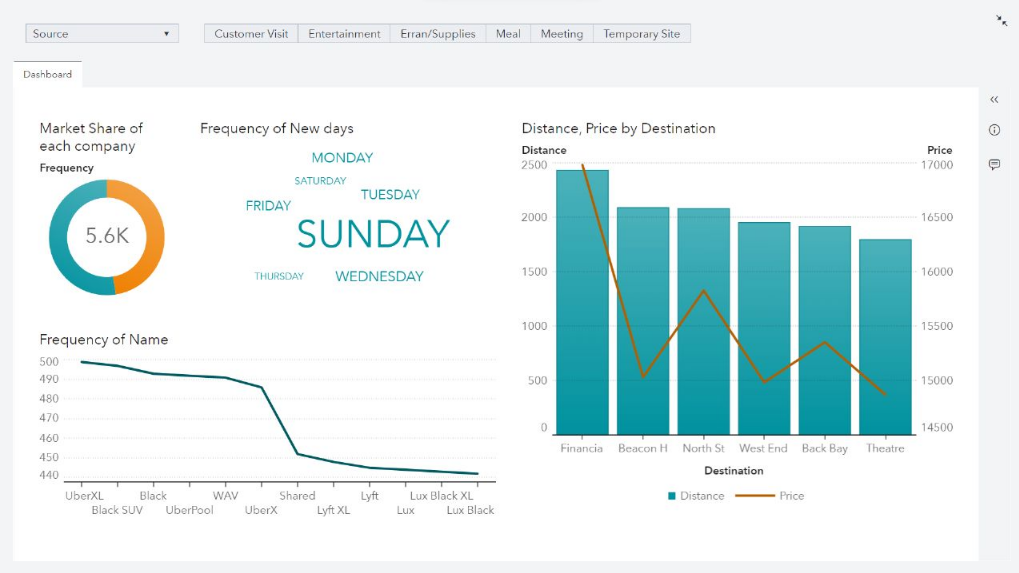 Source
Customer Visit Entertainment Erran/Supplies Meal Meeting Temporary Site
Dashboard
Market Share of
each company
Frequency
5.6K
Frequency of New days
MONDAY
SATURDAY
TUESDAY
FRIDAY
SUNDAY
THURSDAY
WEDNESDAY
Distance, Price by Destination
Distance Price
2500 17000
2000 16500
1500 16000
1000 15500
500 15000
0 14500
Financia Beacon H North St West End Back Bay Theatre
Destination
Distance Price
Frequency of Name
500
490
480
470
460
450
440
UberXL Black WAV Shared Lyft Lux Black XL
Black SUV UberPool UberX Lyft XL Lux Lux Black